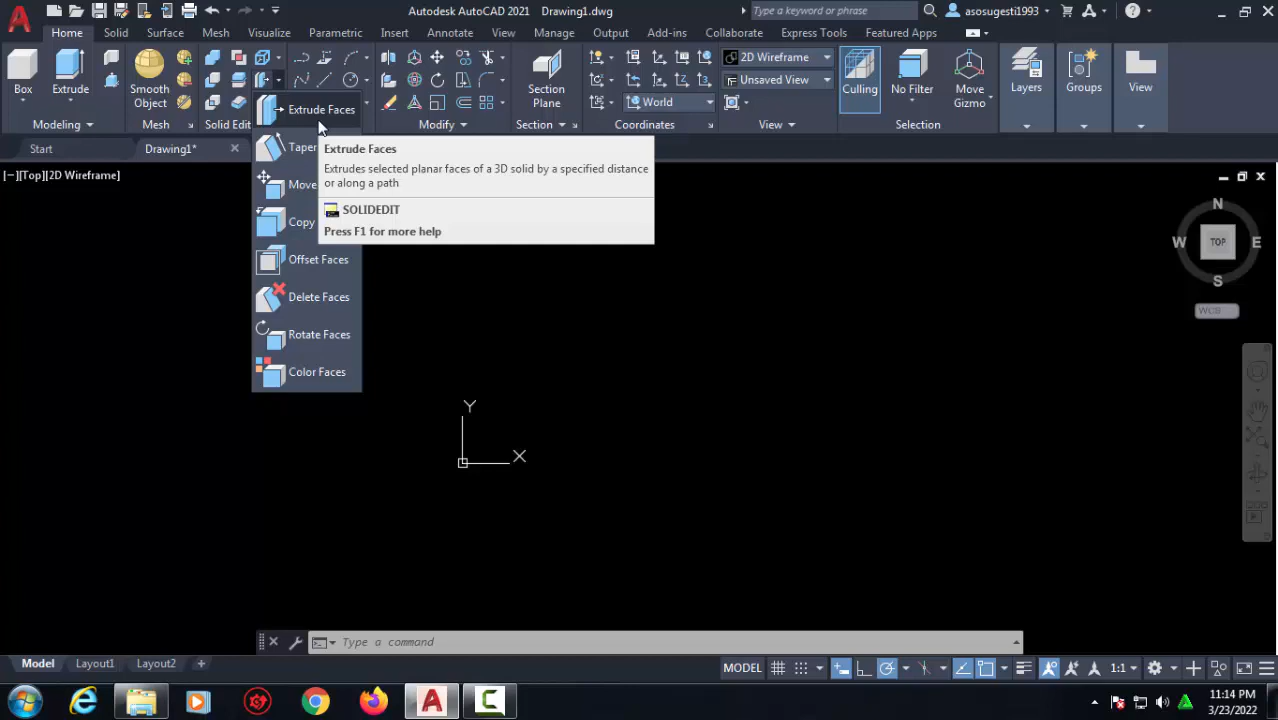 Autodesk AutoCAD 2021 Drawing1.dwg
Type a keyword or phrase
asosugesti1993
Home Solid Surface Mesh Visualize Parametric Insert Annotate View Manage Output Add-ins Collaborate Express Tools Featured Apps
2D Wireframe
Unsaved View
World
Box Extrude Smooth Object Section Plane Culling No Filter Move Gizmo Layers Groups View
Modeling Mesh Solid Edit Modify Section Coordinates View Selection
Start Drawing1*
[−][Top][2D Wireframe]
Extrude Faces
Taper
Move
Copy
Offset Faces
Delete Faces
Rotate Faces
Color Faces
Extrude Faces
Extrudes selected planar faces of a 3D solid by a specified distance
or along a path
SOLIDEDIT
Press F1 for more help
N
W TOP E
S
WCS
Y
X
Type a command
Model Layout1 Layout2 +
MODEL 1:1
11:14 PM
3/23/2022